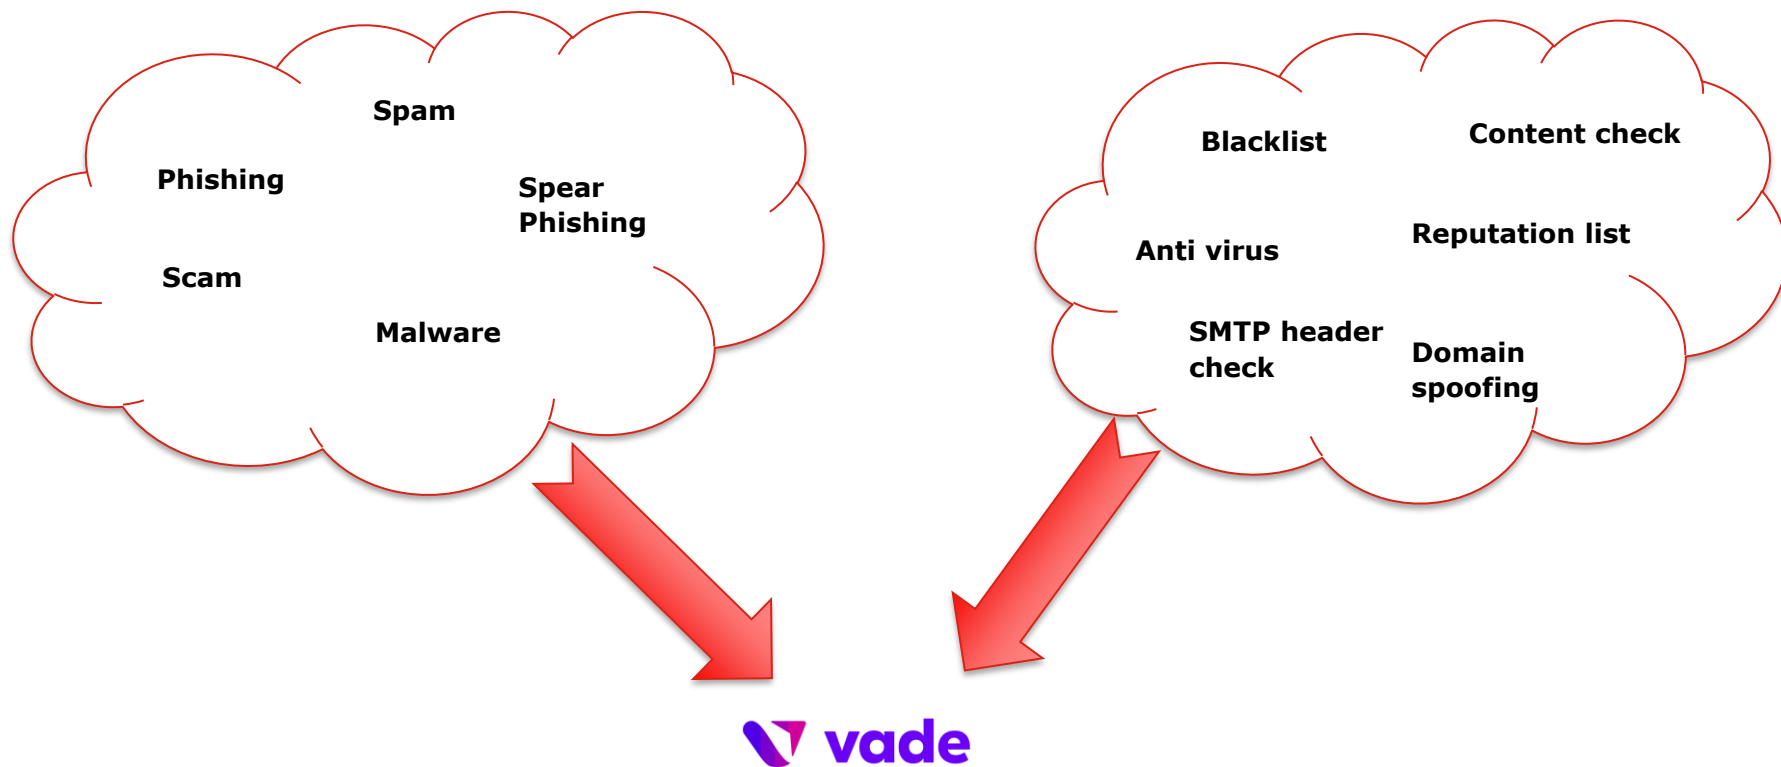 Spam
Phishing
Spear
Phishing
Scam
Malware
Blacklist
Content check
Anti virus
Reputation list
SMTP header
check
Domain
spoofing
vade